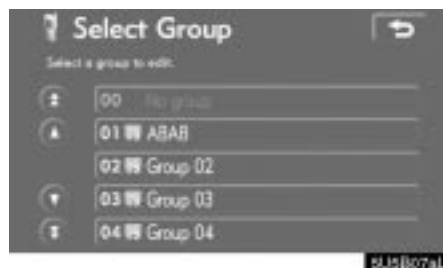 Select Group
Select a group to edit.
00 No group
01 ABAB
02 Group 02
03 Group 03
04 Group 04
5U5B07aI